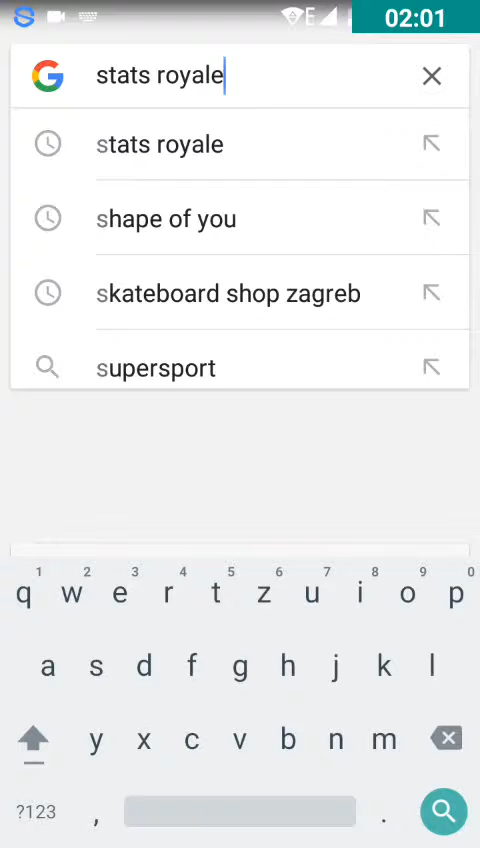 02:01
stats royale
stats royale
shape of you
skateboard shop zagreb
supersport
1 2 3 4 5 6 7 8 9 0
q w e r t z u i o p
a s d f g h j k l
y x c v b n m
?123 , .